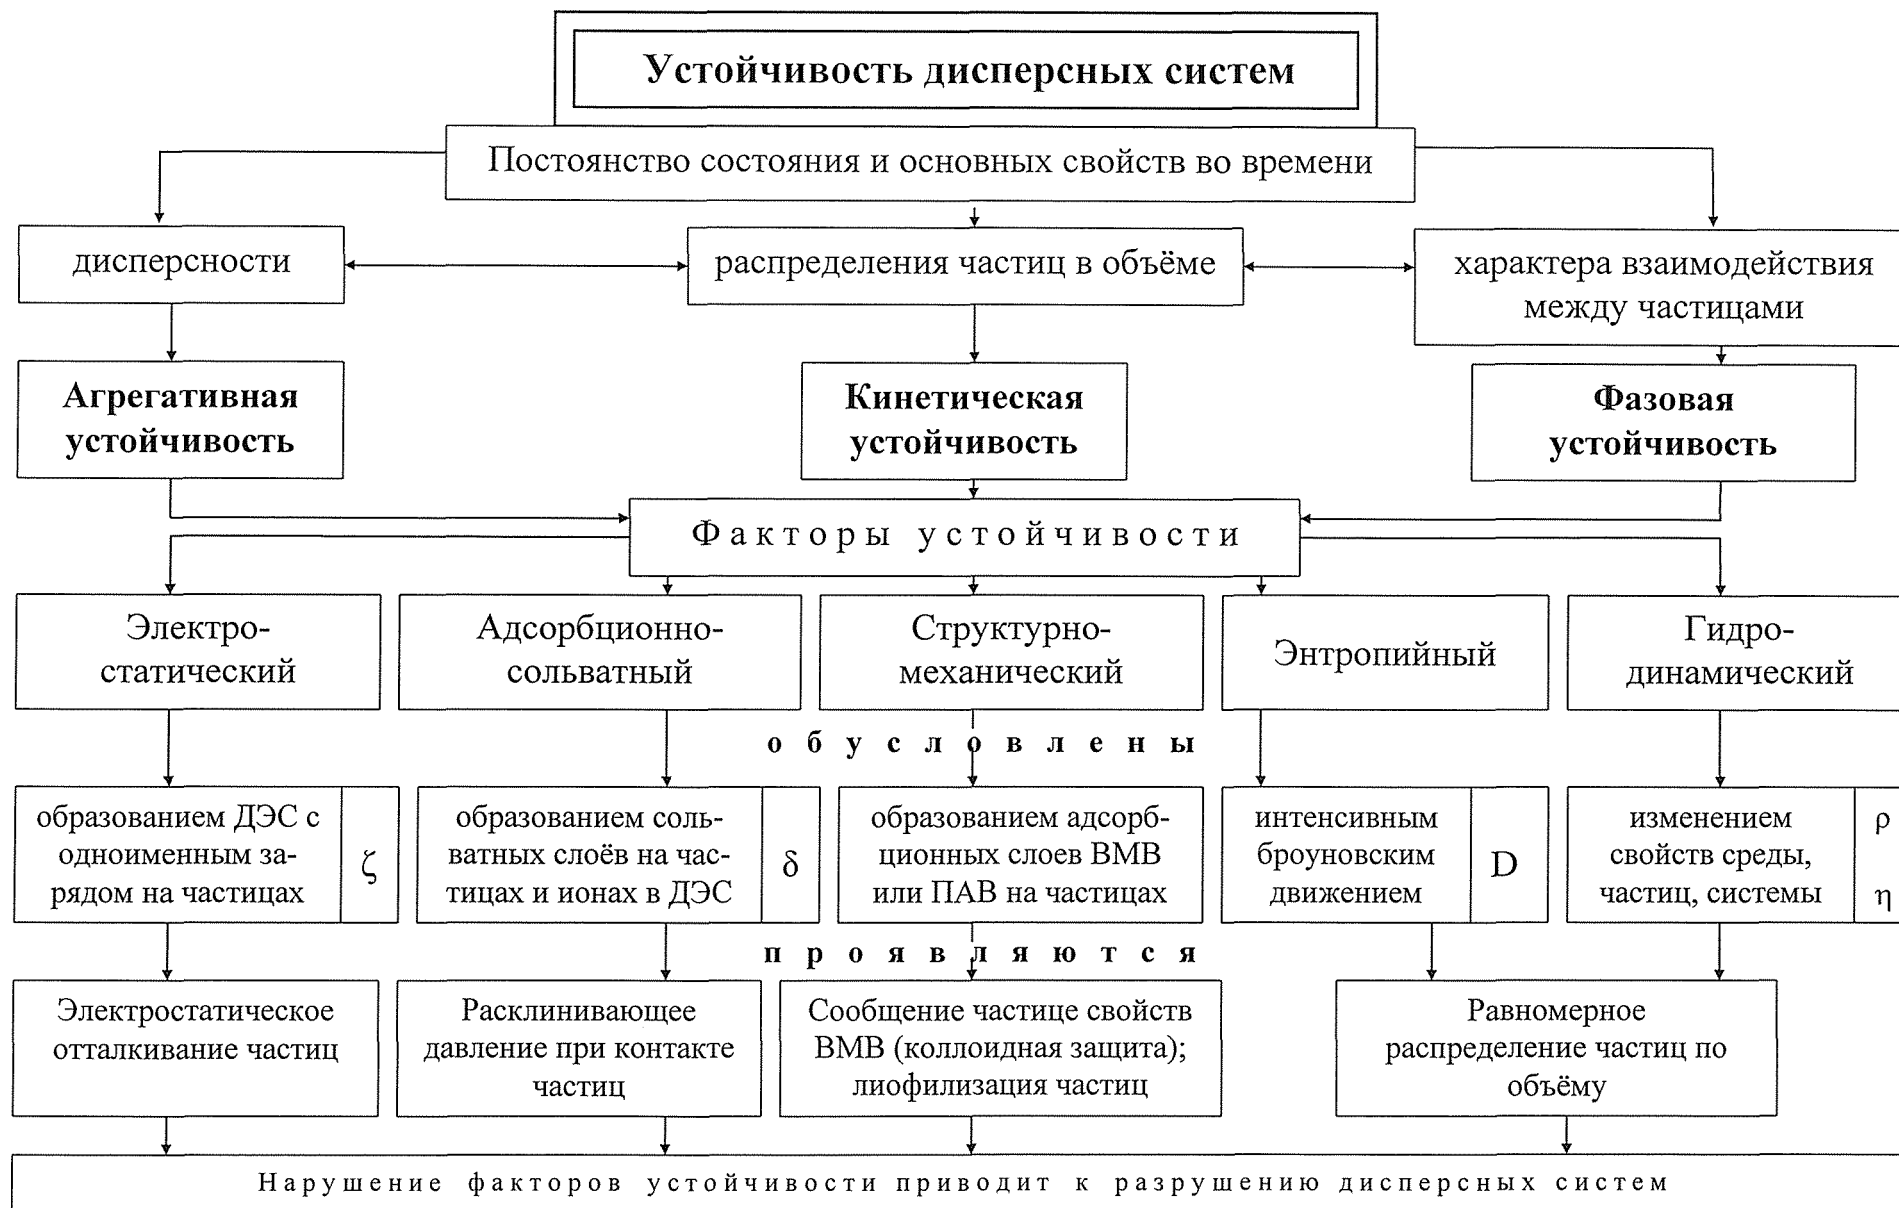 Устойчивость дисперсных систем
Постоянство состояния и основных свойств во времени
дисперсности
распределения частиц в объёме
характера взаимодействия
между частицами
Агрегативная
устойчивость
Кинетическая
устойчивость
Фазовая
устойчивость
Факторы устойчивости
Электро-
статический
Адсорбционно-
сольватный
Структурно-
механический
Энтропийный
Гидро-
динамический
обусловлены
образованием ДЭС с
одноименным за-
рядом на частицах
ζ
образованием соль-
ватных слоёв на час-
тицах и ионах в ДЭС
δ
образованием адсорб-
ционных слоев ВМВ
или ПАВ на частицах
интенсивным
броуновским
движением
D
изменением
свойств среды,
частиц, системы
ρ
η
проявляются
Электростатическое
отталкивание частиц
Расклинивающее
давление при контакте
частиц
Сообщение частице свойств
ВМВ (коллоидная защита);
лиофилизация частиц
Равномерное
распределение частиц по
объёму
Нарушение факторов устойчивости приводит к разрушению дисперсных систем